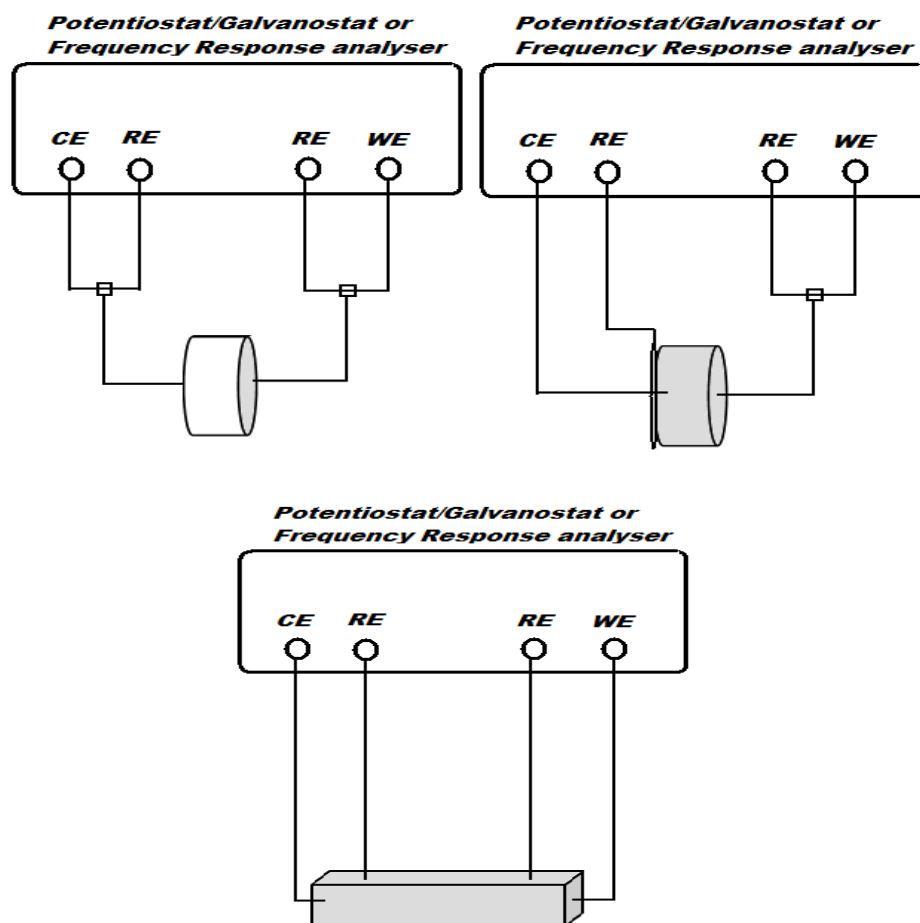 Potentiostat/Galvanostat or
Frequency Response analyser
CE RE RE WE
Potentiostat/Galvanostat or
Frequency Response analyser
CE RE RE WE
Potentiostat/Galvanostat or
Frequency Response analyser
CE RE RE WE